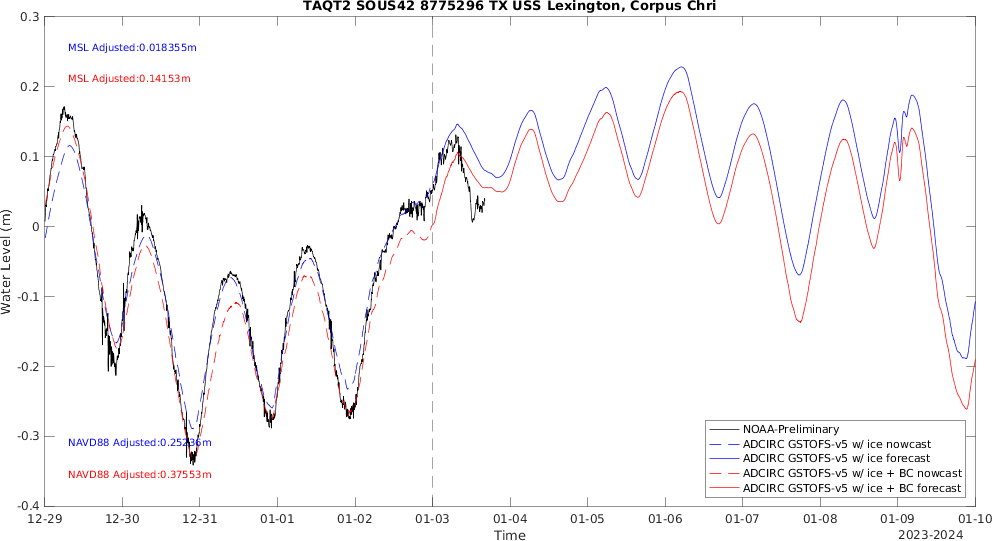 TAQT2 SOUS42 8775296 TX USS Lexington, Corpus Chri
0.3
MSL Adjusted:0.018355m
MSL Adjusted:0.14153m
0.2
0.1
0
-0.1
-0.2
-0.3
-0.4
Water Level (m)
NAVD88 Adjusted:0.25236m
NAVD88 Adjusted:0.37553m
NOAA-Preliminary
ADCIRC GSTOFS-v5 w/ ice nowcast
ADCIRC GSTOFS-v5 w/ ice forecast
ADCIRC GSTOFS-v5 w/ ice + BC nowcast
ADCIRC GSTOFS-v5 w/ ice + BC forecast
12-29 12-30 12-31 01-01 01-02 01-03 01-04 01-05 01-06 01-07 01-08 01-09 01-10
Time
2023-2024